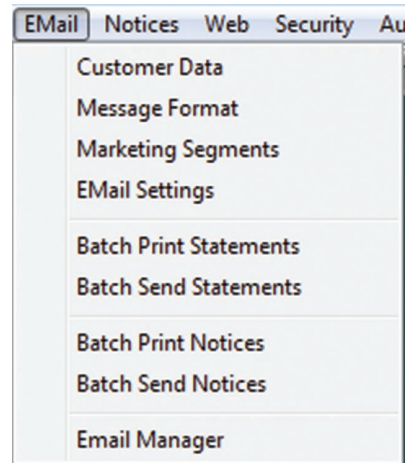 EMail Notices Web Security Au
Customer Data
Message Format
Marketing Segments
EMail Settings
Batch Print Statements
Batch Send Statements
Batch Print Notices
Batch Send Notices
Email Manager